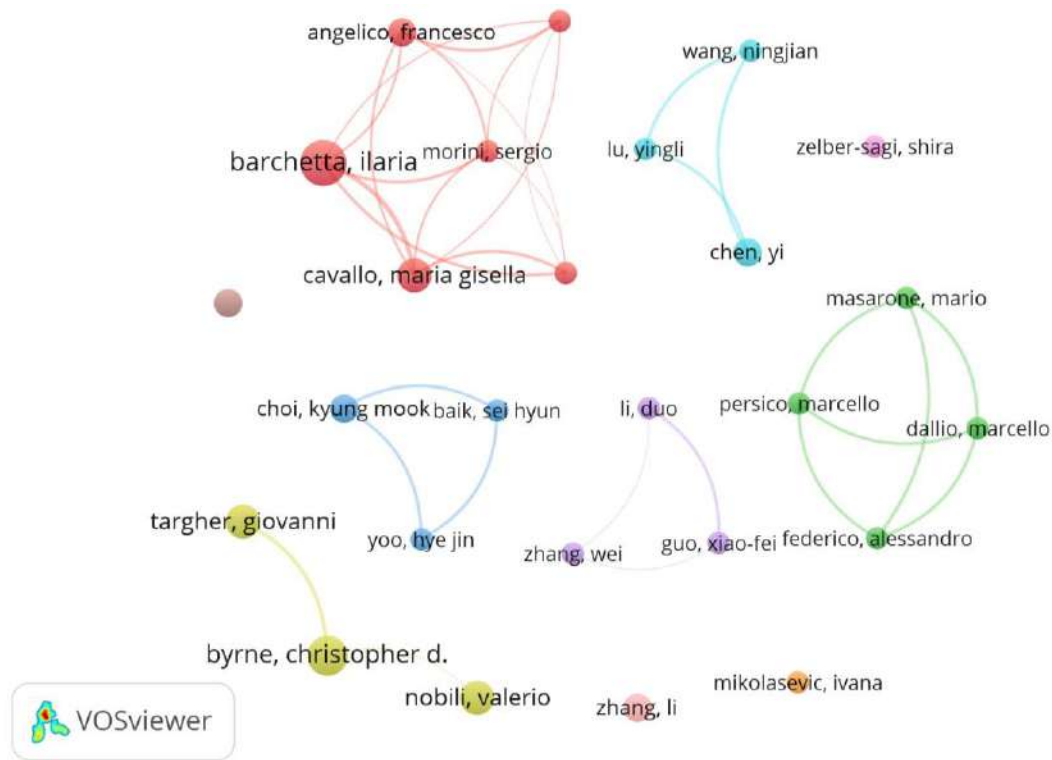 angelico, francesco
wang, ningjian
barchetta, ilaria
morini, sergio
lu, yingli
zelber-sagi, shira
cavallo, maria gisella
chen, yi
masarone, mario
choi, kyung mook
baik, sei hyun
li, duo
persico, marcello
dallio, marcello
targher, giovanni
yoo, hye jin
zhang, wei
guo, xiao-fei
federico, alessandro
byrne, christopher d.
nobili, valerio
zhang, li
mikolasevic, ivana
VOSviewer